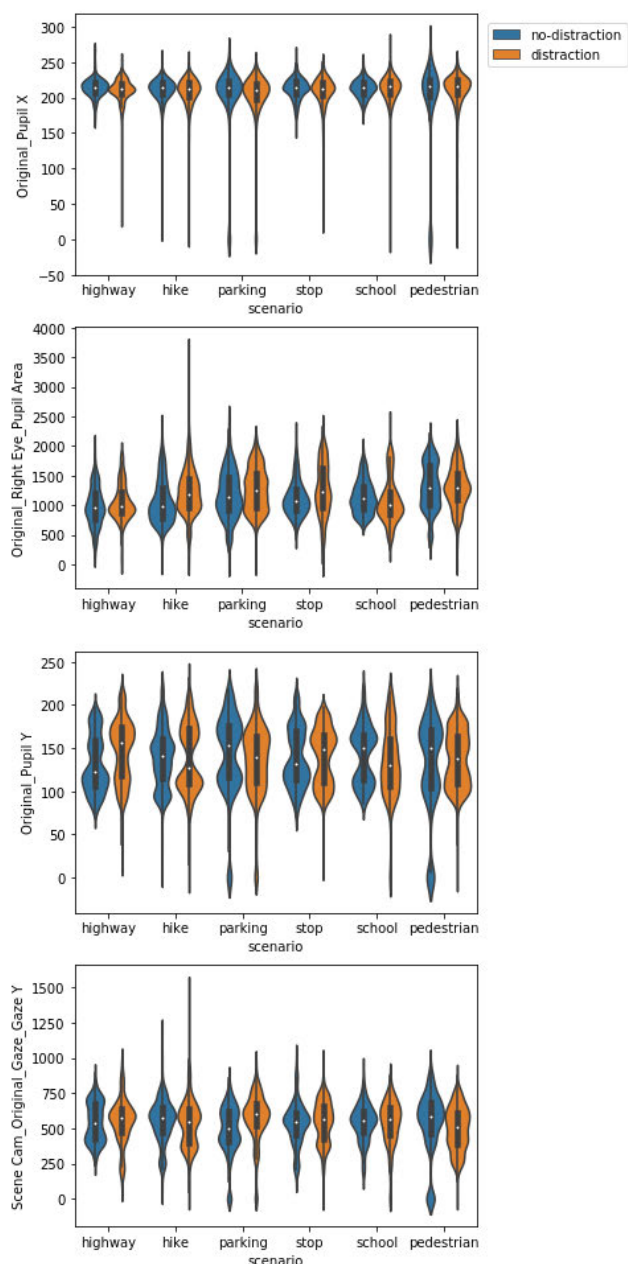 no-distraction
distraction
Original_Pupil X
300
250
200
150
100
50
0
−50
highway hike parking stop school pedestrian
scenario
Original_Right Eye_Pupil Area
4000
3500
3000
2500
2000
1500
1000
500
0
highway hike parking stop school pedestrian
scenario
Original_Pupil Y
250
200
150
100
50
0
highway hike parking stop school pedestrian
scenario
Scene Cam_Original_Gaze_Gaze Y
1500
1250
1000
750
500
250
0
highway hike parking stop school pedestrian
scenario